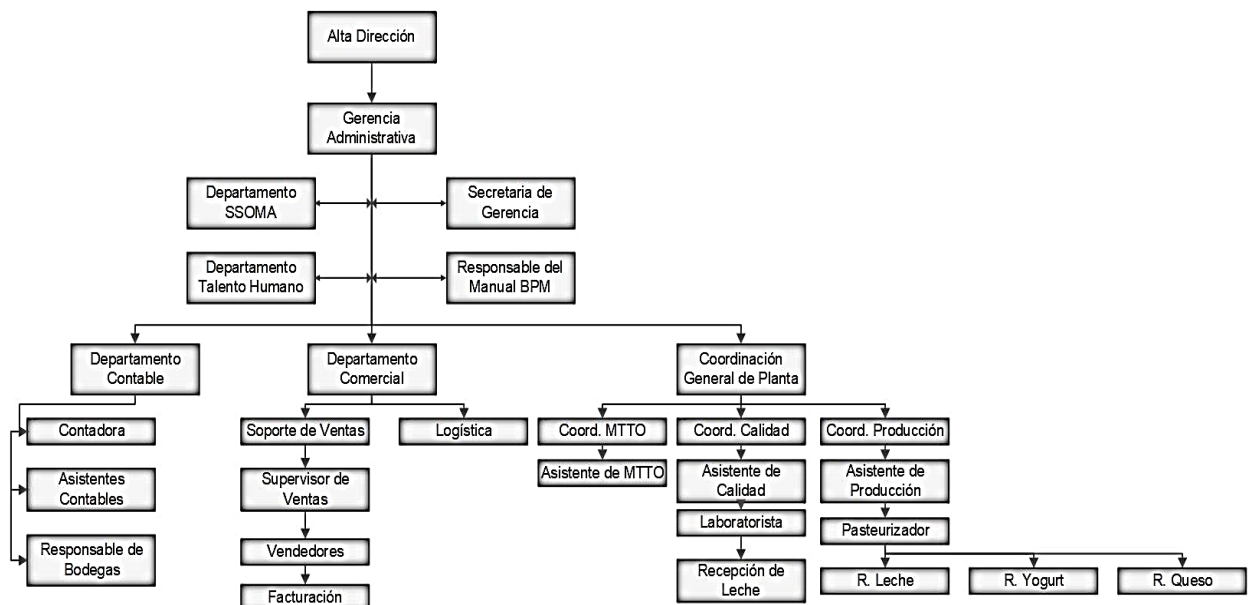 Alta Dirección
Gerencia
Administrativa
Departamento
SSOMA
Secretaria de
Gerencia
Departamento
Talento Humano
Responsable del
Manual BPM
Departamento
Contable
Departamento
Comercial
Coordinación
General de Planta
Contadora
Soporte de Ventas
Logística
Coord. MTTO
Coord. Calidad
Coord. Producción
Asistentes
Contables
Supervisor de
Ventas
Asistente de MTTO
Asistente de
Calidad
Asistente de
Producción
Laboratorista
Pasteurizador
Responsable de
Bodegas
Vendedores
Recepción de
Leche
R. Leche
R. Yogurt
R. Queso
Facturación